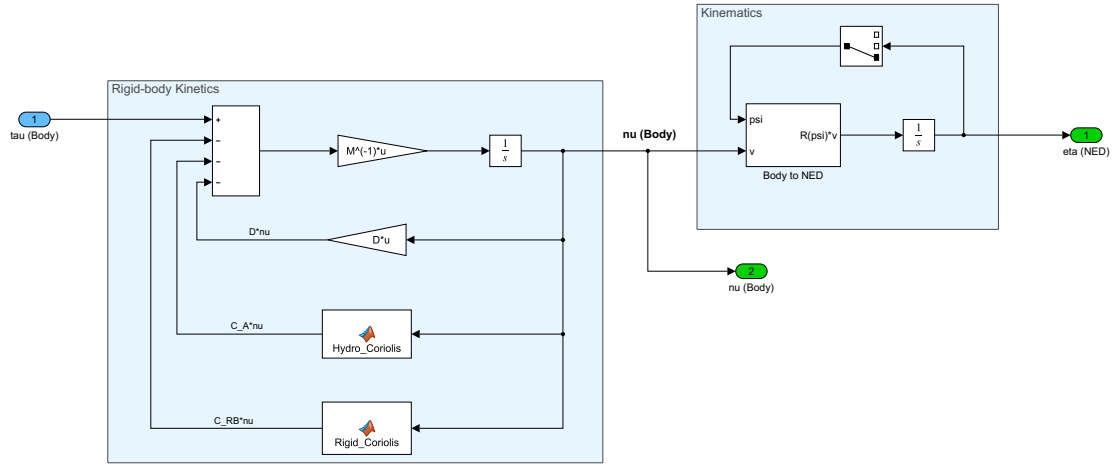 Kinematics
Rigid-body Kinetics
1
tau (Body)
+
−
−
−
M^(-1)*u
1
s
nu (Body)
psi
v
R(psi)*v
Body to NED
1
s
1
eta (NED)
D*nu
D*u
2
nu (Body)
C_A*nu
Hydro_Coriolis
C_RB*nu
Rigid_Coriolis